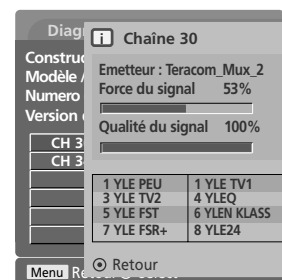 Diag
i Chaîne 30
Construc
Modèle /
Numero
Version
Emetteur : Teracom_Mux_2
Force du signal 53%
Qualité du signal 100%
CH 3
CH 3
1 YLE PEU 1 YLE TV1
3 YLE TV2 4 YLEQ
5 YLE FST 6 YLEN KLASS
7 YLE FSR+ 8 YLE24
Retour
Menu